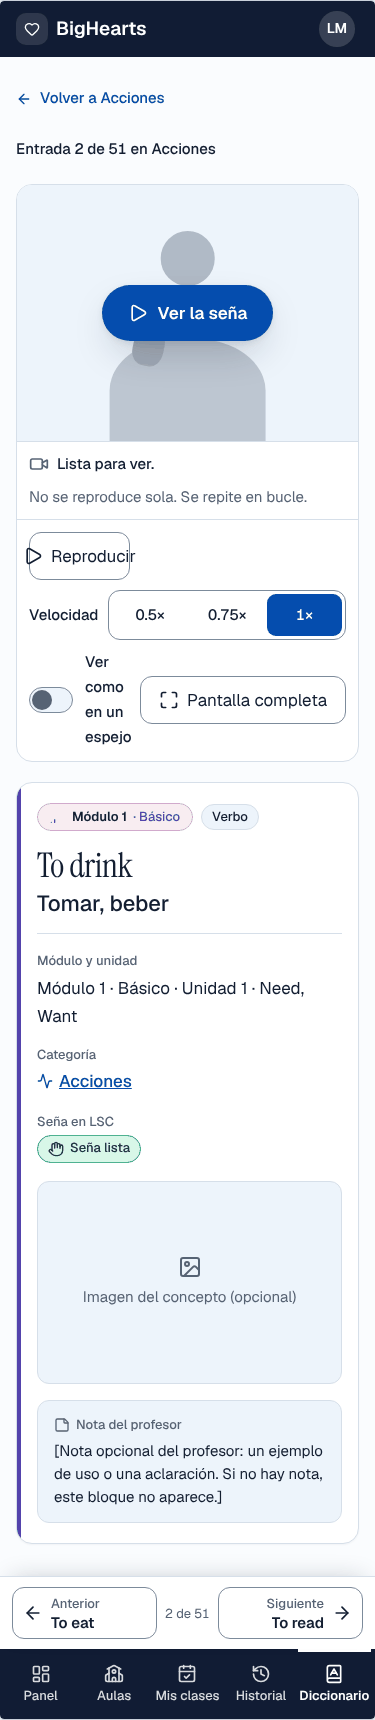 BigHearts
LM
Volver a Acciones
Entrada 2 de 51 en Acciones
Ver la seña
Lista para ver.
No se reproduce sola. Se repite en bucle.
Reproducir
Velocidad
0.5×
0.75×
1×
Ver
como
en un
espejo
Pantalla completa
Módulo 1 · Básico
Verbo
To drink
Tomar, beber
Módulo y unidad
Módulo 1 · Básico · Unidad 1 · Need,
Want
Categoría
Acciones
Seña en LSC
Seña lista
Imagen del concepto (opcional)
Nota del profesor
[Nota opcional del profesor: un ejemplo
de uso o una aclaración. Si no hay nota,
este bloque no aparece.]
Anterior
To eat
2 de 51
Siguiente
To read
Panel
Aulas
Mis clases
Historial
Diccionario